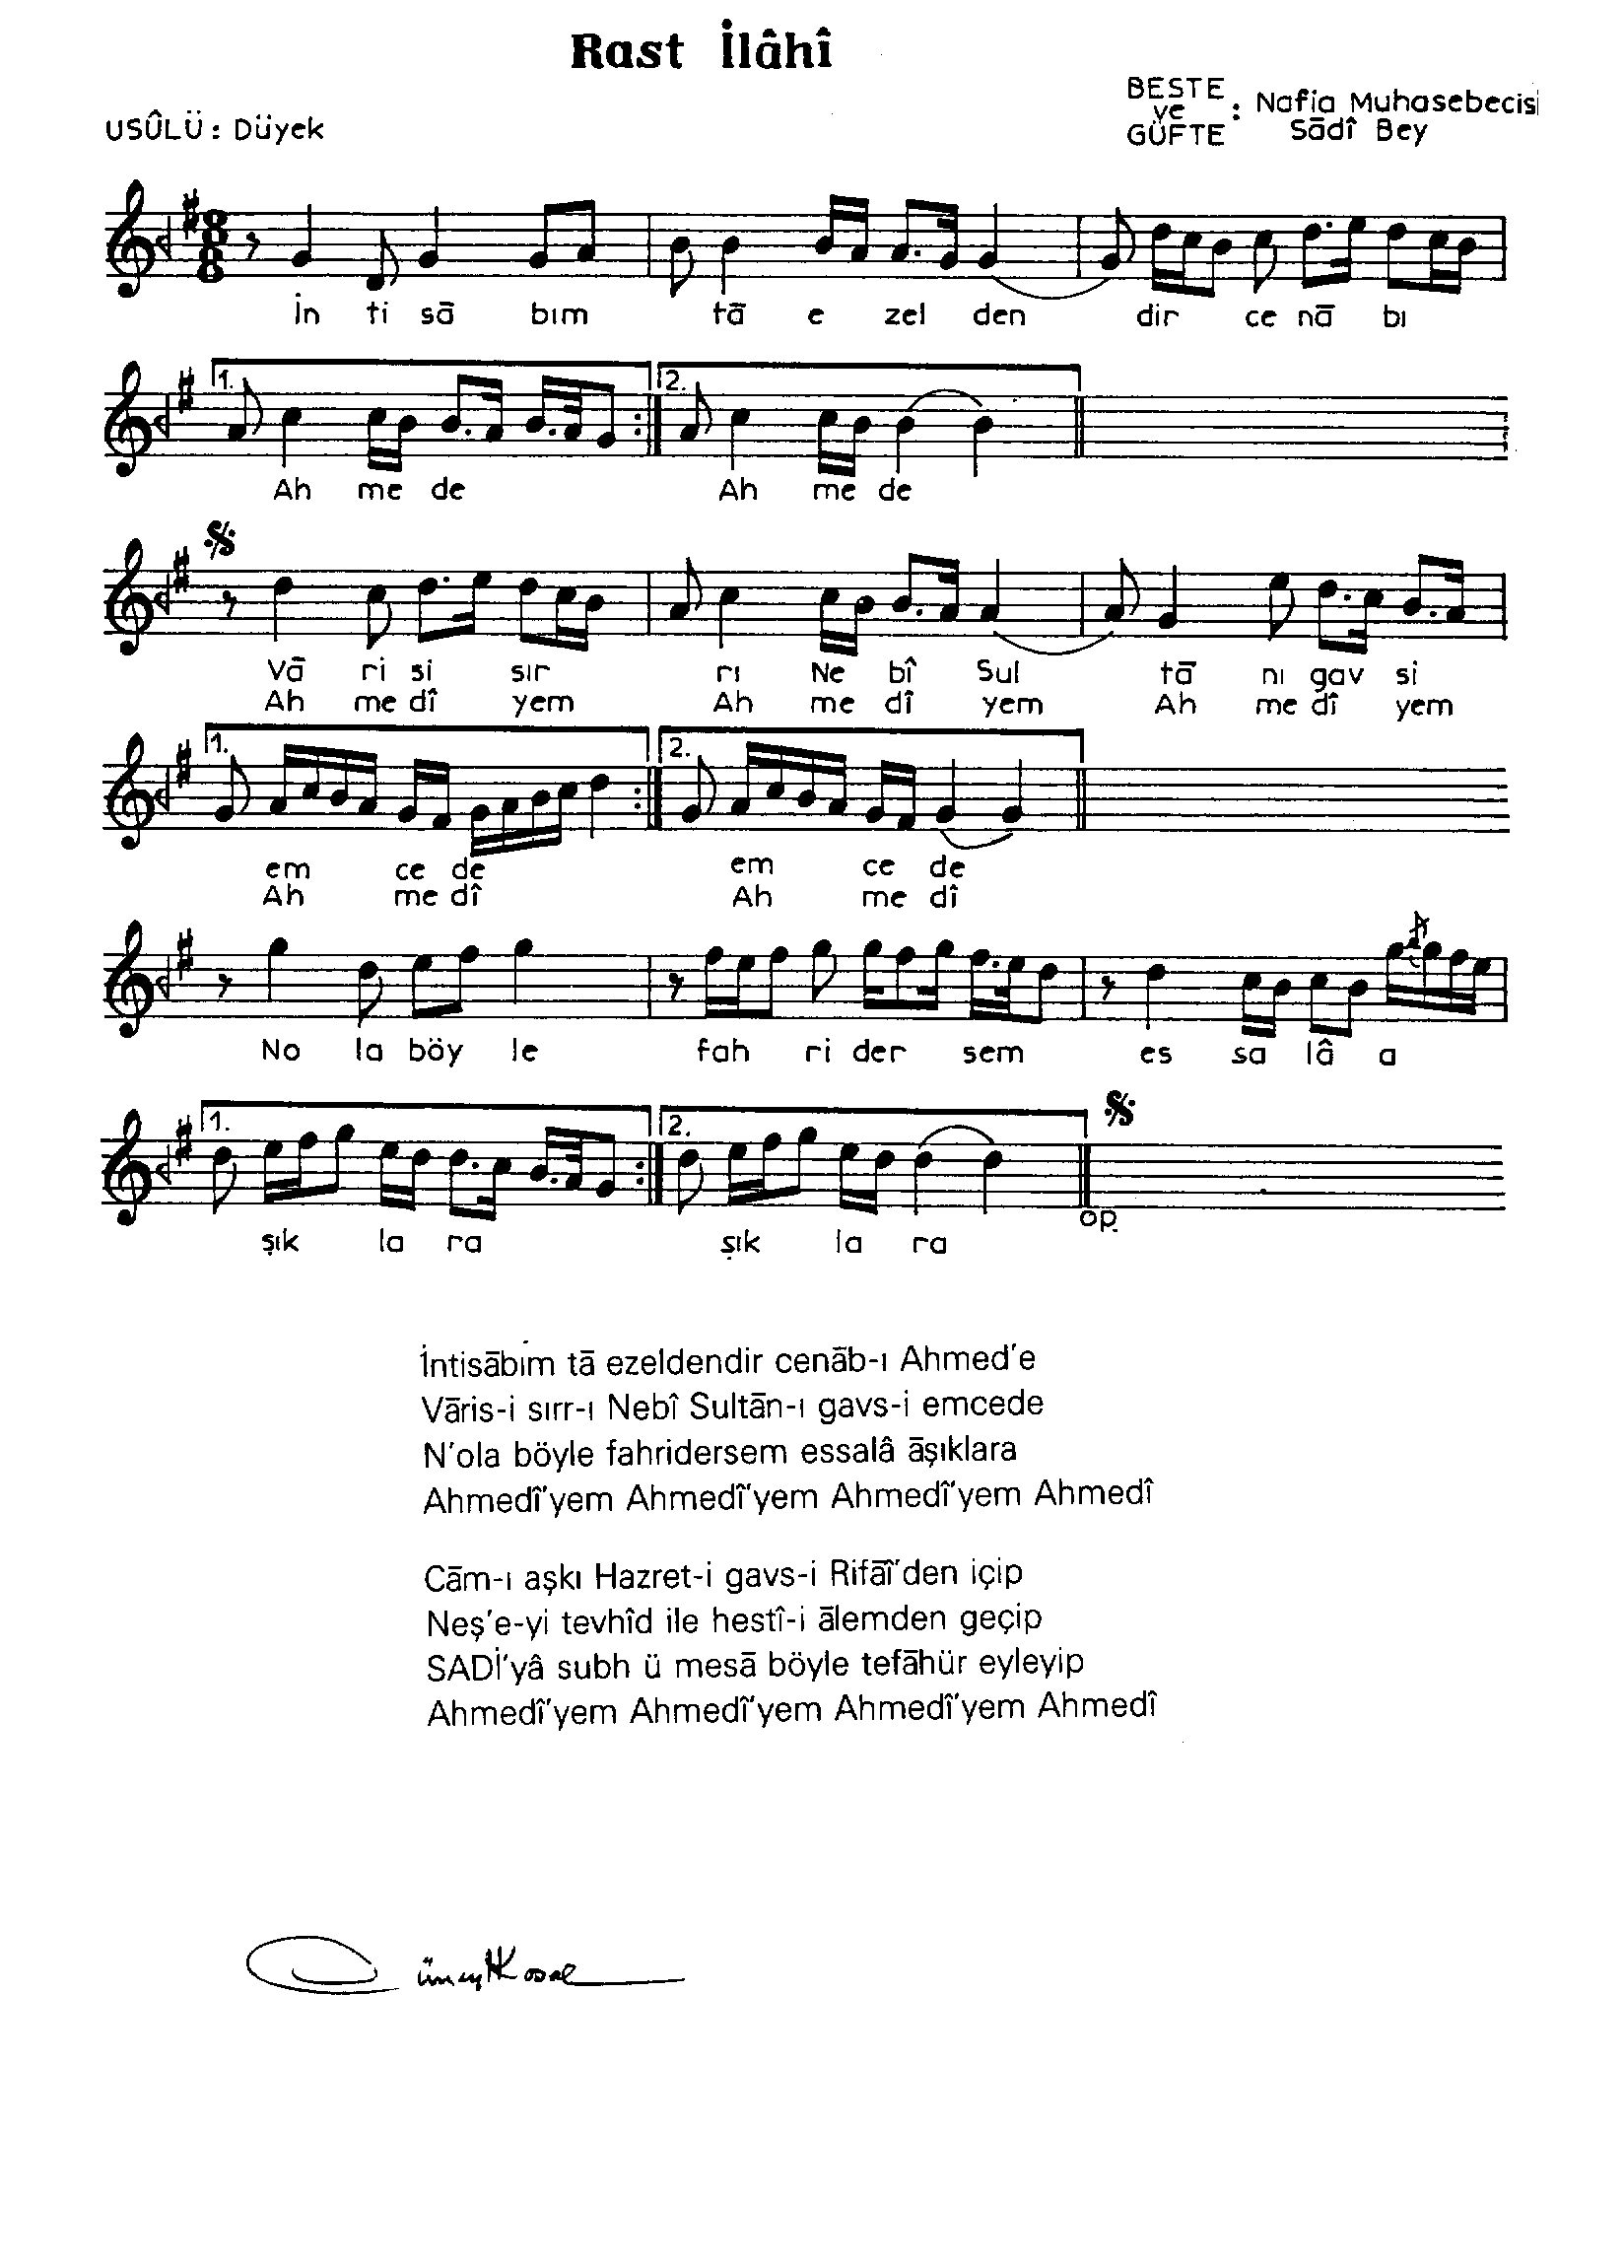 Rast İlâhî
USÛLÜ : Düyek
BESTE ve GÜFTE : Nafia Muhasebecisi
Sādî Bey
İn ti sā bım tā e zel den dir ce nā bı
1. 2.
Ah me de Ah me de
Vā ri si sır rı Ne bî Sul tā nı gav si
Ah me dî yem Ah me dî yem Ah me dî yem
1. 2.
em ce de em ce de
Ah me dî Ah me dî
No la böy le fah ri der sem es sa lâ a
1. 2.
şık la ra şık la ra
İntisābım tā ezeldendir cenāb-ı Ahmed'e
Vāris-i sırr-ı Nebî Sultān-ı gavs-i emcede
N'ola böyle fahridersem essalâ āşıklara
Ahmedî'yem Ahmedî'yem Ahmedî'yem Ahmedî
Cām-ı aşkı Hazret-i gavs-i Rifāî'den içip
Neş'e-yi tevhîd ile hestî-i ālemden geçip
SADİ'yâ subh ü mesā böyle tefāhür eyleyip
Ahmedî'yem Ahmedî'yem Ahmedî'yem Ahmedî